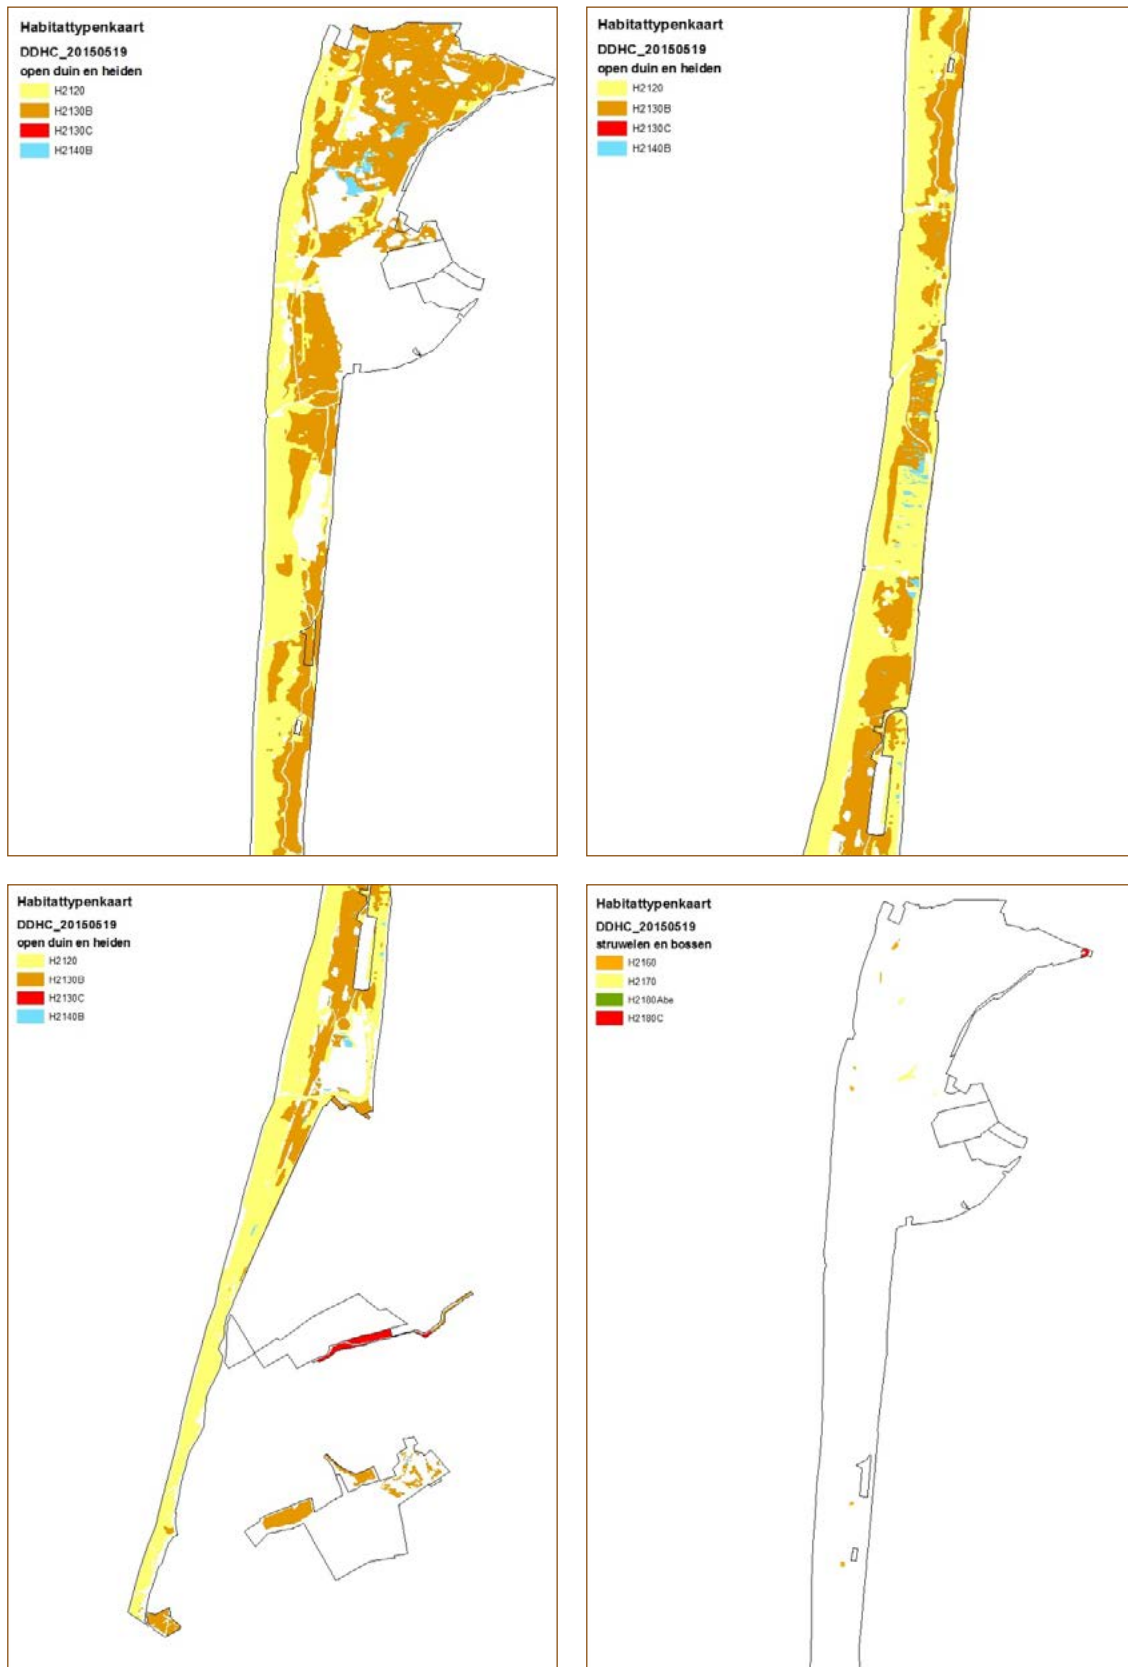 Habitattypenkaart
DDHC_20150519
open duin en heiden
H2120
H2130B
H2130C
H2140B
Habitattypenkaart
DDHC_20150519
open duin en heiden
H2120
H2130B
H2130C
H2140B
Habitattypenkaart
DDHC_20150519
open duin en heiden
H2120
H2130B
H2130C
H2140B
Habitattypenkaart
DDHC_20150519
struwelen en bossen
H2160
H2170
H2180Abe
H2180C